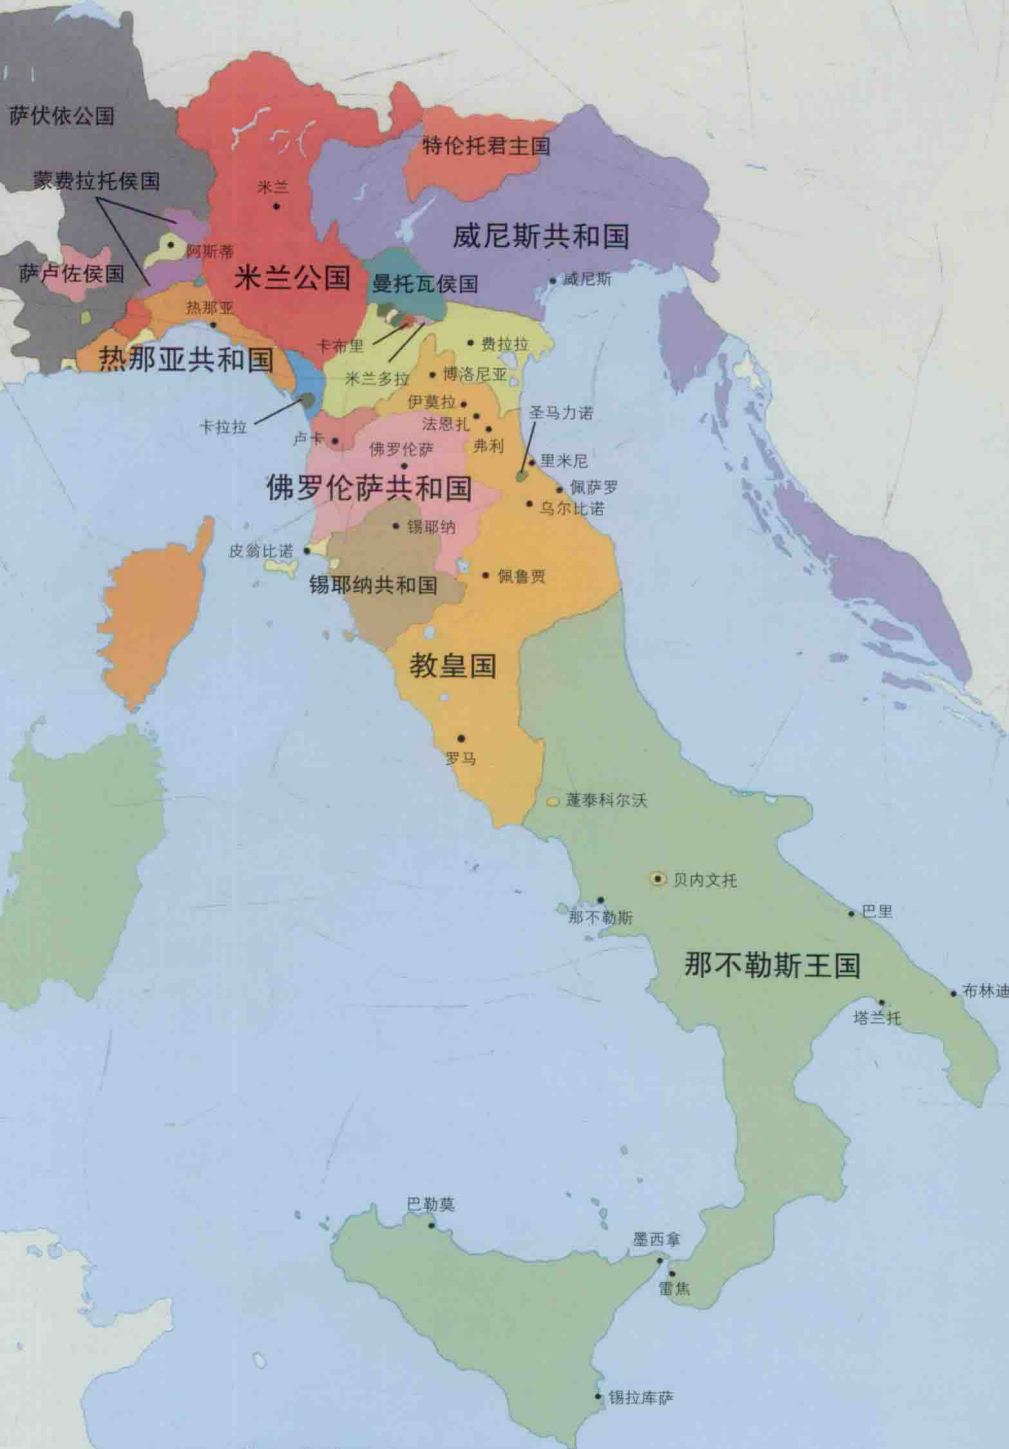 萨伏依公国
特伦托君主国
蒙费拉托侯国
米兰
威尼斯共和国
阿斯蒂
萨卢佐侯国
米兰公国
曼托瓦侯国
威尼斯
热那亚
卡布里
费拉拉
热那亚共和国
米兰多拉
博洛尼亚
伊莫拉
圣马力诺
卡拉拉
法恩扎
卢卡
弗利
佛罗伦萨
里米尼
佛罗伦萨共和国
佩萨罗
乌尔比诺
锡耶纳
皮翁比诺
佩鲁贾
锡耶纳共和国
教皇国
罗马
蓬泰科尔沃
贝内文托
那不勒斯
巴里
那不勒斯王国
布林迪
塔兰托
巴勒莫
墨西拿
雷焦
锡拉库萨